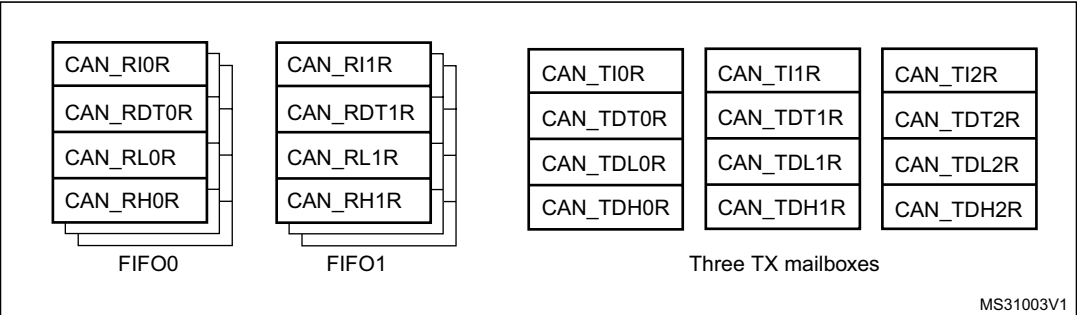 CAN_RI0R
CAN_RDT0R
CAN_RL0R
CAN_RH0R
FIFO0
CAN_RI1R
CAN_RDT1R
CAN_RL1R
CAN_RH1R
FIFO1
CAN_TI0R
CAN_TDT0R
CAN_TDL0R
CAN_TDH0R
CAN_TI1R
CAN_TDT1R
CAN_TDL1R
CAN_TDH1R
CAN_TI2R
CAN_TDT2R
CAN_TDL2R
CAN_TDH2R
Three TX mailboxes
MS31003V1